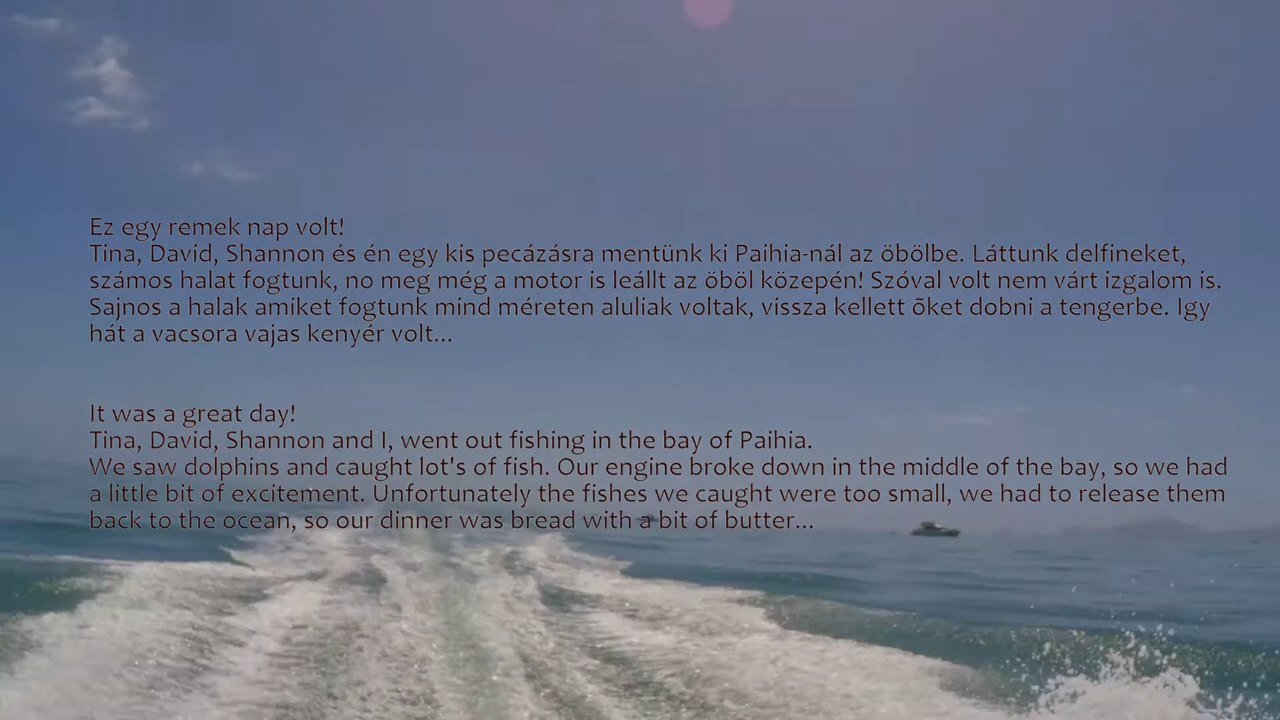 Ez egy remek nap volt!
Tina, David, Shannon és én egy kis pecázásra mentünk ki Paihia-nál az öbölbe. Láttunk delfineket,
számos halat fogtunk, no meg még a motor is leállt az öböl közepén! Szóval volt nem várt izgalom is.
Sajnos a halak amiket fogtunk mind méreten aluliak voltak, vissza kellett õket dobni a tengerbe. Igy
hát a vacsora vajas kenyér volt...
It was a great day!
Tina, David, Shannon and I, went out fishing in the bay of Paihia.
We saw dolphins and caught lot's of fish. Our engine broke down in the middle of the bay, so we had
a little bit of excitement. Unfortunately the fishes we caught were too small, we had to release them
back to the ocean, so our dinner was bread with a bit of butter...